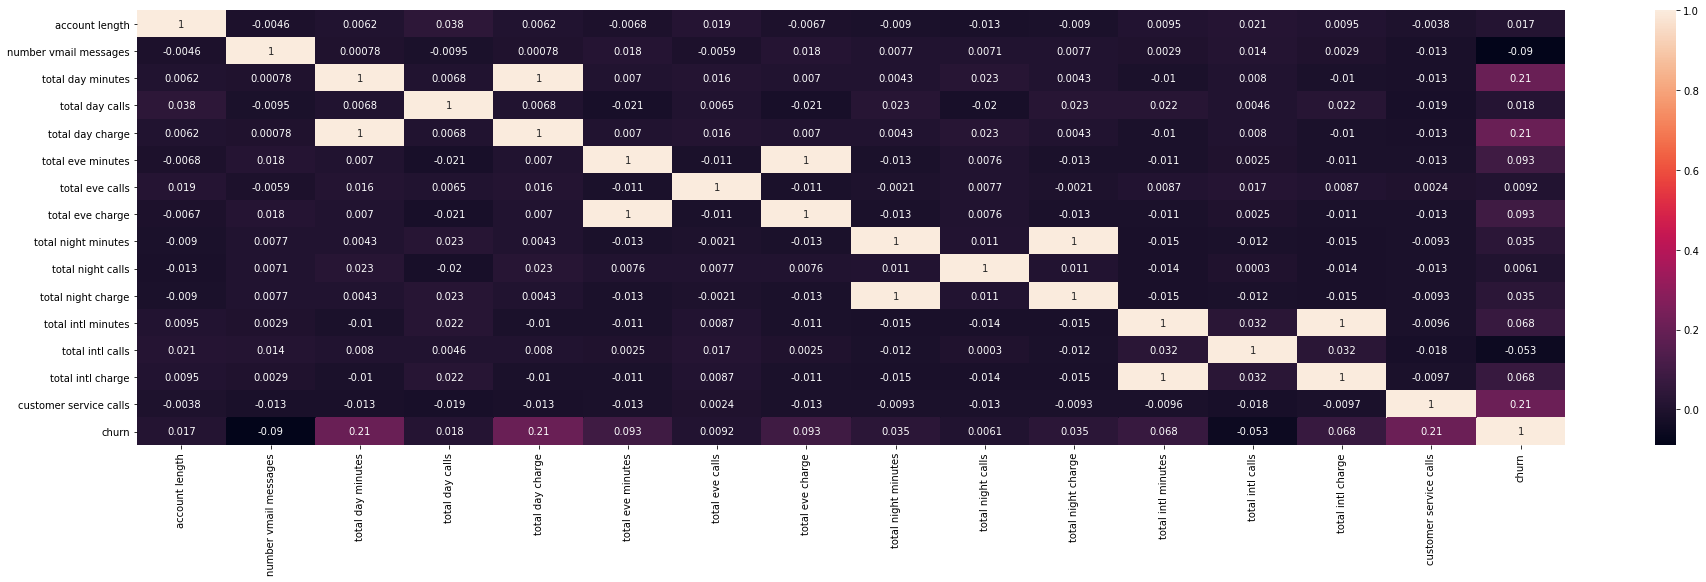 account length 1 -0.0046 0.0062 0.038 0.0062 -0.0068 0.019 -0.0067 -0.009 -0.013 -0.009 0.0095 0.021 0.0095 -0.0038 0.017
number vmail messages -0.0046 1 0.00078 -0.0095 0.00078 0.018 -0.0059 0.018 0.0077 0.0071 0.0077 0.0029 0.014 0.0029 -0.013 -0.09
total day minutes 0.0062 0.00078 1 0.0068 1 0.007 0.016 0.007 0.0043 0.023 0.0043 -0.01 0.008 -0.01 -0.013 0.21
total day calls 0.038 -0.0095 0.0068 1 0.0068 -0.021 0.0065 -0.021 0.023 -0.02 0.023 0.022 0.0046 0.022 -0.019 0.018
total day charge 0.0062 0.00078 1 0.0068 1 0.007 0.016 0.007 0.0043 0.023 0.0043 -0.01 0.008 -0.01 -0.013 0.21
total eve minutes -0.0068 0.018 0.007 -0.021 0.007 1 -0.011 1 -0.013 0.0076 -0.013 -0.011 0.0025 -0.011 -0.013 0.093
total eve calls 0.019 -0.0059 0.016 0.0065 0.016 -0.011 1 -0.011 -0.0021 0.0077 -0.0021 0.0087 0.017 0.0087 0.0024 0.0092
total eve charge -0.0067 0.018 0.007 -0.021 0.007 1 -0.011 1 -0.013 0.0076 -0.013 -0.011 0.0025 -0.011 -0.013 0.093
total night minutes -0.009 0.0077 0.0043 0.023 0.0043 -0.013 -0.0021 -0.013 1 0.011 1 -0.015 -0.012 -0.015 -0.0093 0.035
total night calls -0.013 0.0071 0.023 -0.02 0.023 0.0076 0.0077 0.0076 0.011 1 0.011 -0.014 0.0003 -0.014 -0.013 0.0061
total night charge -0.009 0.0077 0.0043 0.023 0.0043 -0.013 -0.0021 -0.013 1 0.011 1 -0.015 -0.012 -0.015 -0.0093 0.035
total intl minutes 0.0095 0.0029 -0.01 0.022 -0.01 -0.011 0.0087 -0.011 -0.015 -0.014 -0.015 1 0.032 1 -0.0096 0.068
total intl calls 0.021 0.014 0.008 0.0046 0.008 0.0025 0.017 0.0025 -0.012 0.0003 -0.012 0.032 1 0.032 -0.018 -0.053
total intl charge 0.0095 0.0029 -0.01 0.022 -0.01 -0.011 0.0087 -0.011 -0.015 -0.014 -0.015 1 0.032 1 -0.0097 0.068
customer service calls -0.0038 -0.013 -0.013 -0.019 -0.013 -0.013 0.0024 -0.013 -0.0093 -0.013 -0.0093 -0.0096 -0.018 -0.0097 1 0.21
churn 0.017 -0.09 0.21 0.018 0.21 0.093 0.0092 0.093 0.035 0.0061 0.035 0.068 -0.053 0.068 0.21 1
account length
number vmail messages
total day minutes
total day calls
total day charge
total eve minutes
total eve calls
total eve charge
total night minutes
total night calls
total night charge
total intl minutes
total intl calls
total intl charge
customer service calls
churn
1.0
0.8
0.6
0.4
0.2
0.0